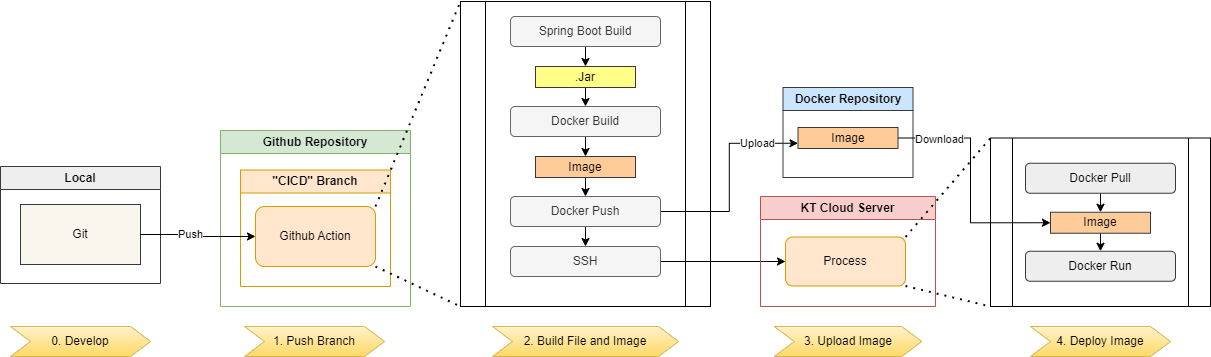 Local
Git
Push
Github Repository
"CICD" Branch
Github Action
Spring Boot Build
.Jar
Docker Build
Image
Docker Push
SSH
Upload
Docker Repository
Image
Download
KT Cloud Server
Process
Docker Pull
Image
Docker Run
0. Develop
1. Push Branch
2. Build File and Image
3. Upload Image
4. Deploy Image